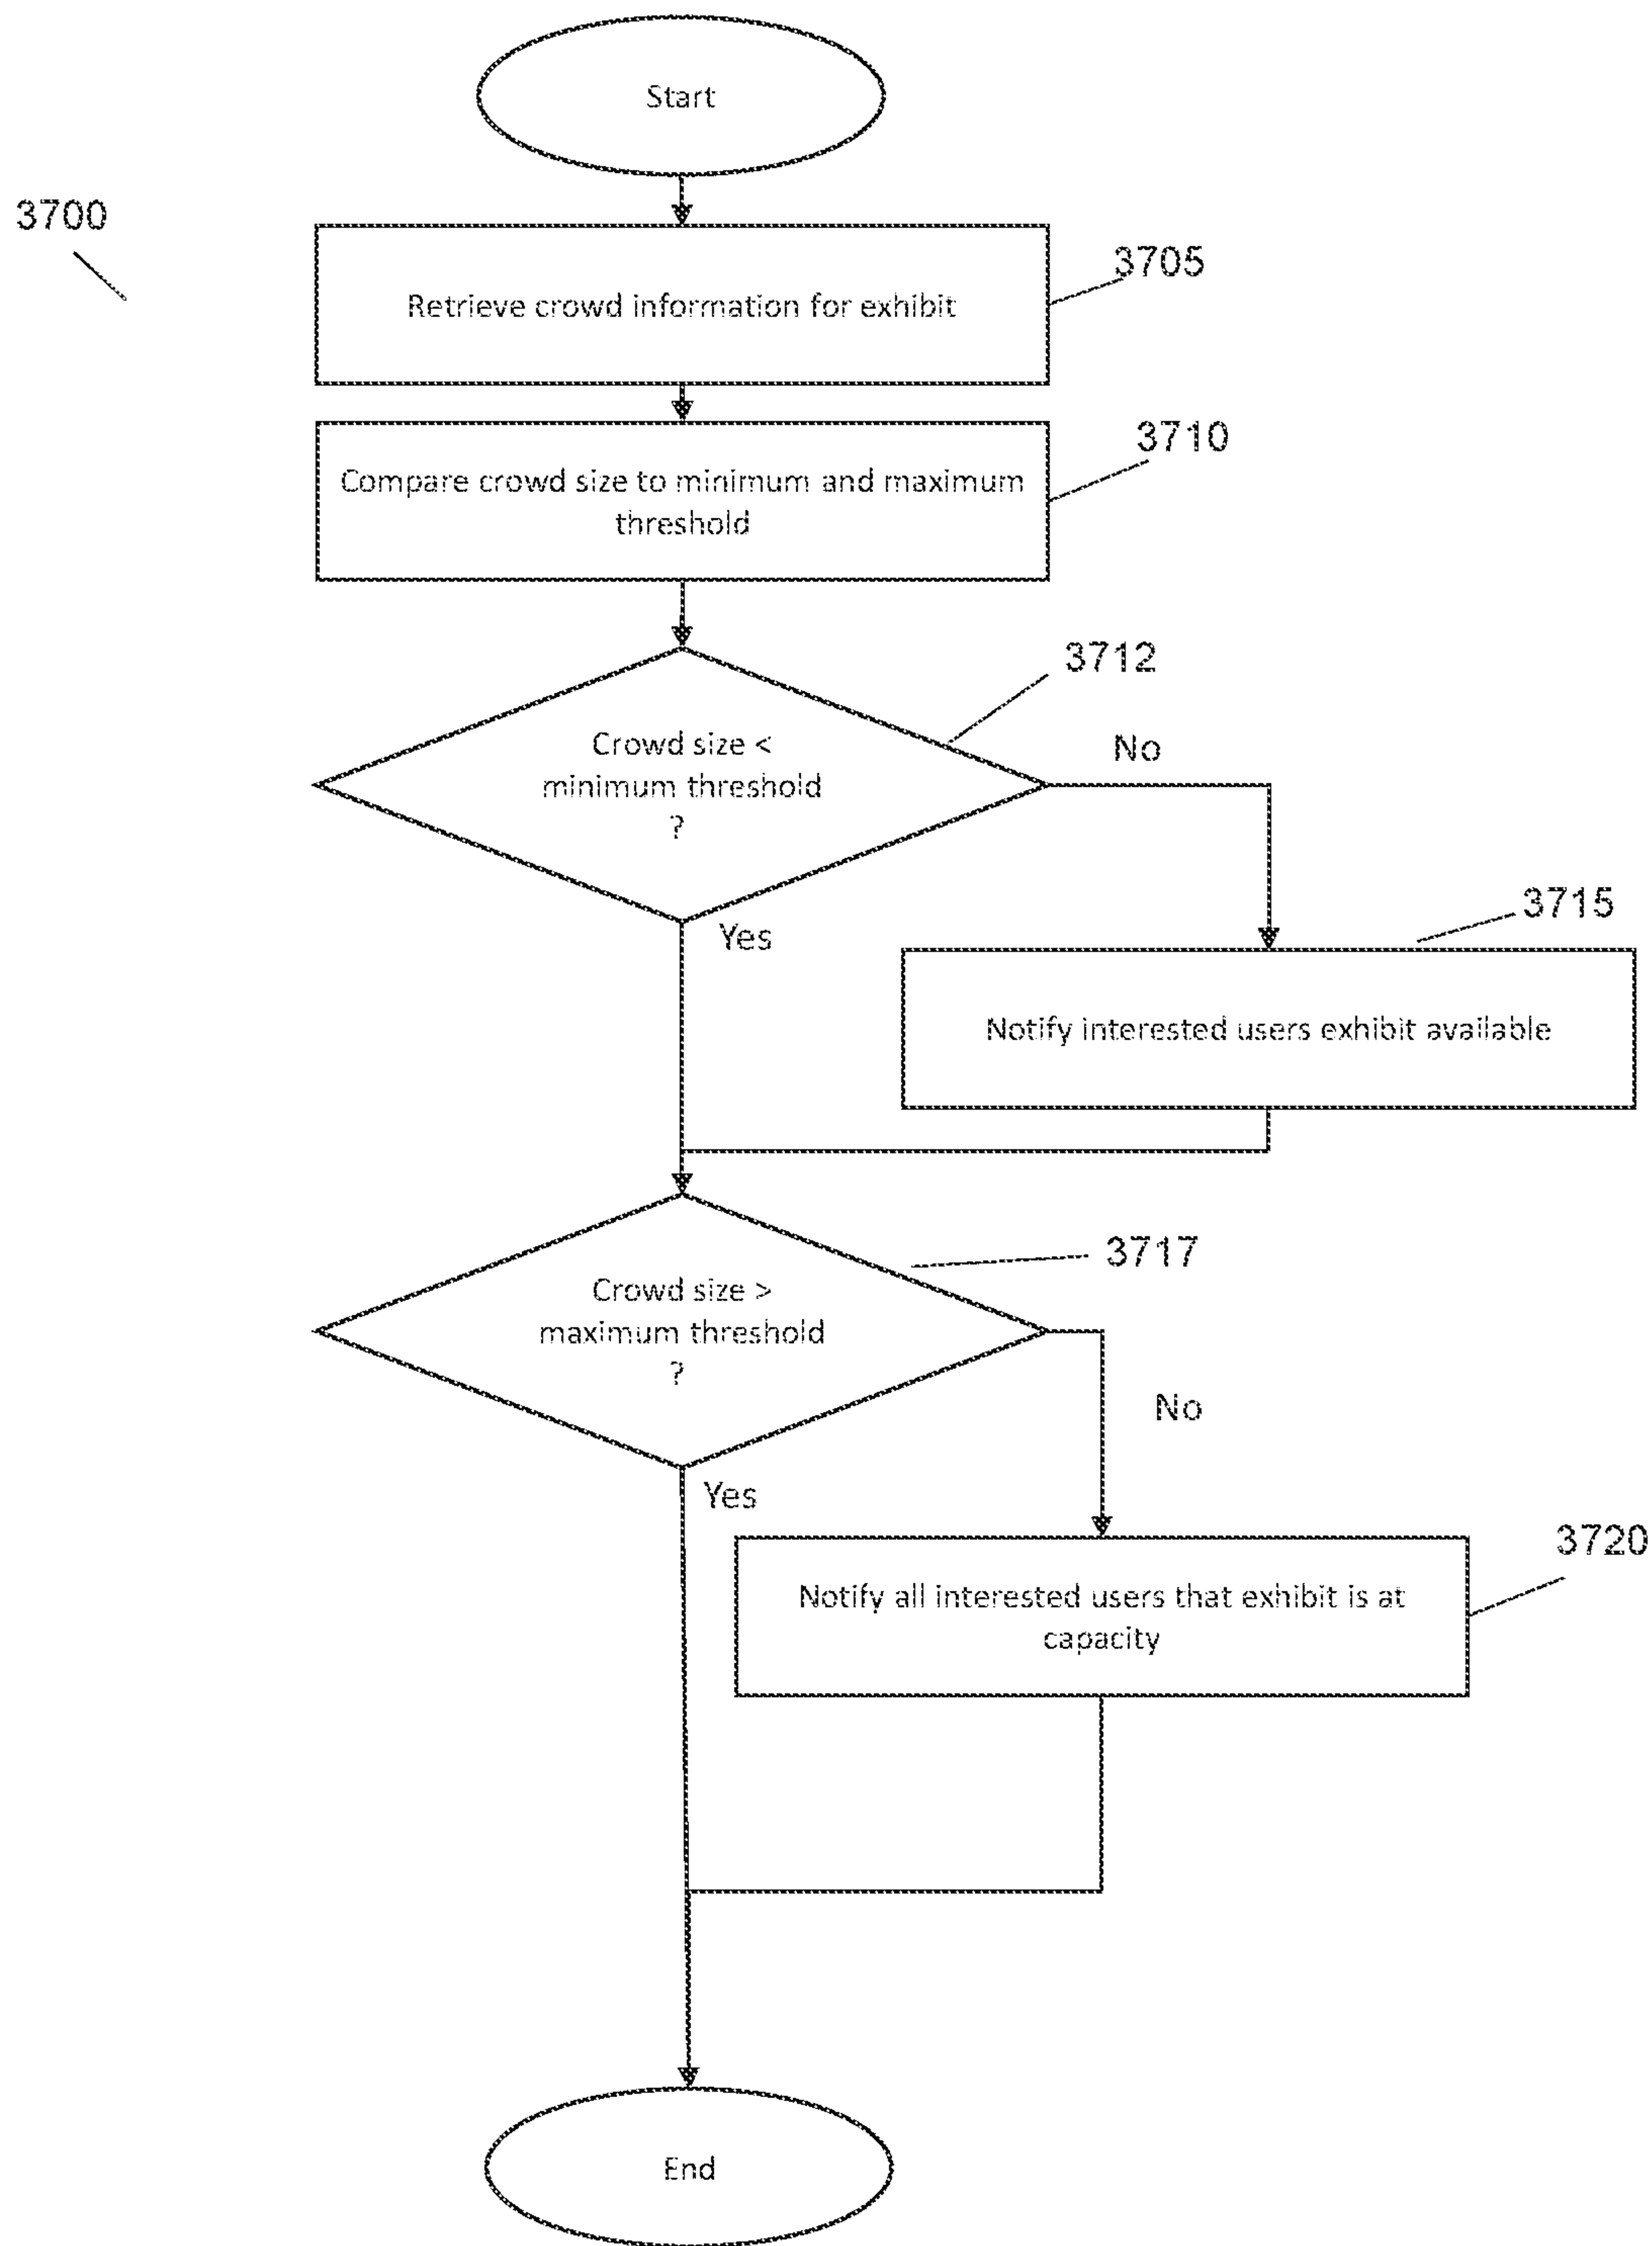 Start
3700
3705
Retrieve crowd information for exhibit
3710
Compare crowd size to minimum and maximum
threshold
3712
Crowd size <
minimum threshold
?
No
Yes
3715
Notify interested users exhibit available
3717
Crowd size >
maximum threshold
?
No
Yes
3720
Notify all interested users that exhibit is at
capacity
End